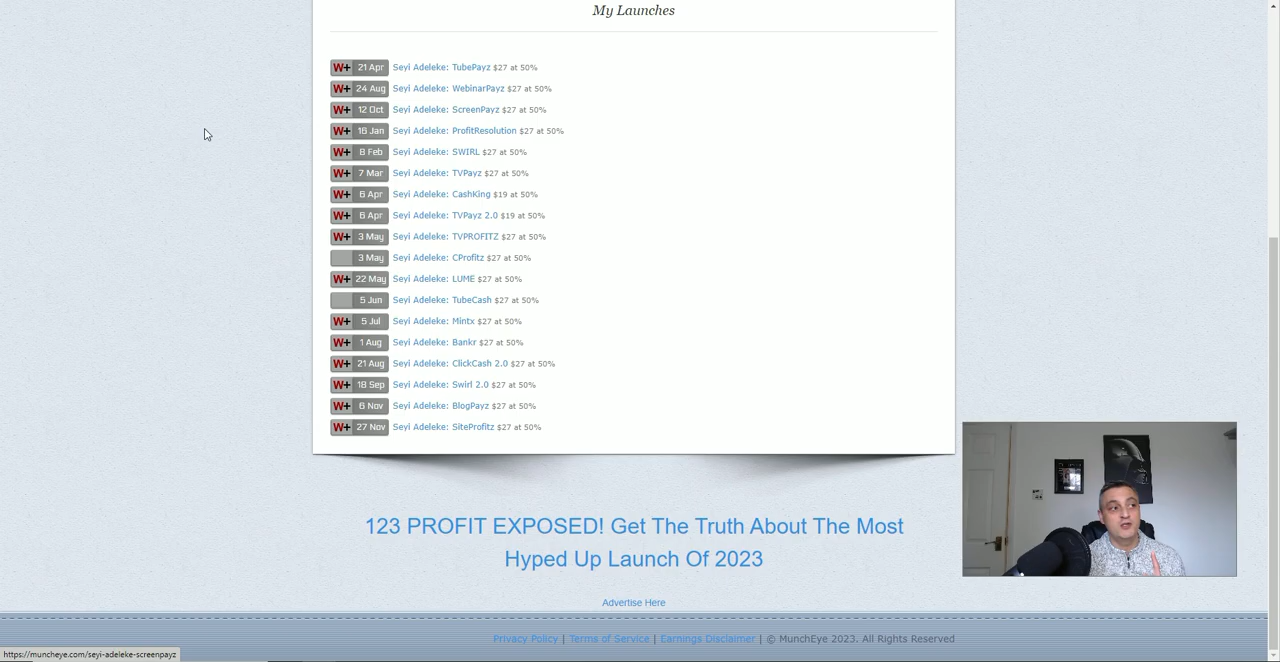 My Launches
W+ 21 Apr Seyi Adeleke: TubePayz $27 at 50%
W+ 24 Aug Seyi Adeleke: WebinarPayz $27 at 50%
W+ 12 Oct Seyi Adeleke: ScreenPayz $27 at 50%
W+ 16 Jan Seyi Adeleke: ProfitResolution $27 at 50%
W+ 8 Feb Seyi Adeleke: SWIRL $27 at 50%
W+ 7 Mar Seyi Adeleke: TVPayz $27 at 50%
W+ 6 Apr Seyi Adeleke: CashKing $19 at 50%
W+ 6 Apr Seyi Adeleke: TVPayz 2.0 $19 at 50%
W+ 3 May Seyi Adeleke: TVPROFITZ $27 at 50%
3 May Seyi Adeleke: CProfitz $27 at 50%
W+ 22 May Seyi Adeleke: LUME $27 at 50%
5 Jun Seyi Adeleke: TubeCash $27 at 50%
W+ 5 Jul Seyi Adeleke: Mintx $27 at 50%
W+ 1 Aug Seyi Adeleke: Bankr $27 at 50%
W+ 21 Aug Seyi Adeleke: ClickCash 2.0 $27 at 50%
W+ 18 Sep Seyi Adeleke: Swirl 2.0 $27 at 50%
W+ 6 Nov Seyi Adeleke: BlogPayz $27 at 50%
W+ 27 Nov Seyi Adeleke: SiteProfitz $27 at 50%
123 PROFIT EXPOSED! Get The Truth About The Most
Hyped Up Launch Of 2023
Advertise Here
Privacy Policy | Terms of Service | Earnings Disclaimer | © MunchEye 2023. All Rights Reserved
https://muncheye.com/seyi-adeleke-screenpayz